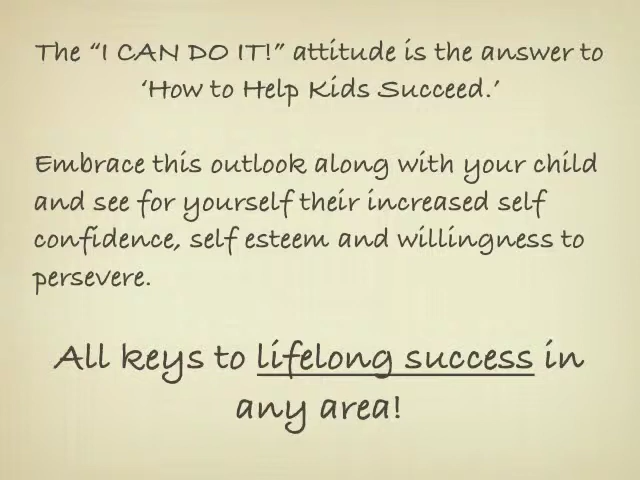 The “I CAN DO IT!” attitude is the answer to
‘How to Help Kids Succeed.’
Embrace this outlook along with your child
and see for yourself their increased self
confidence, self esteem and willingness to
persevere.
All keys to lifelong success in
any area!